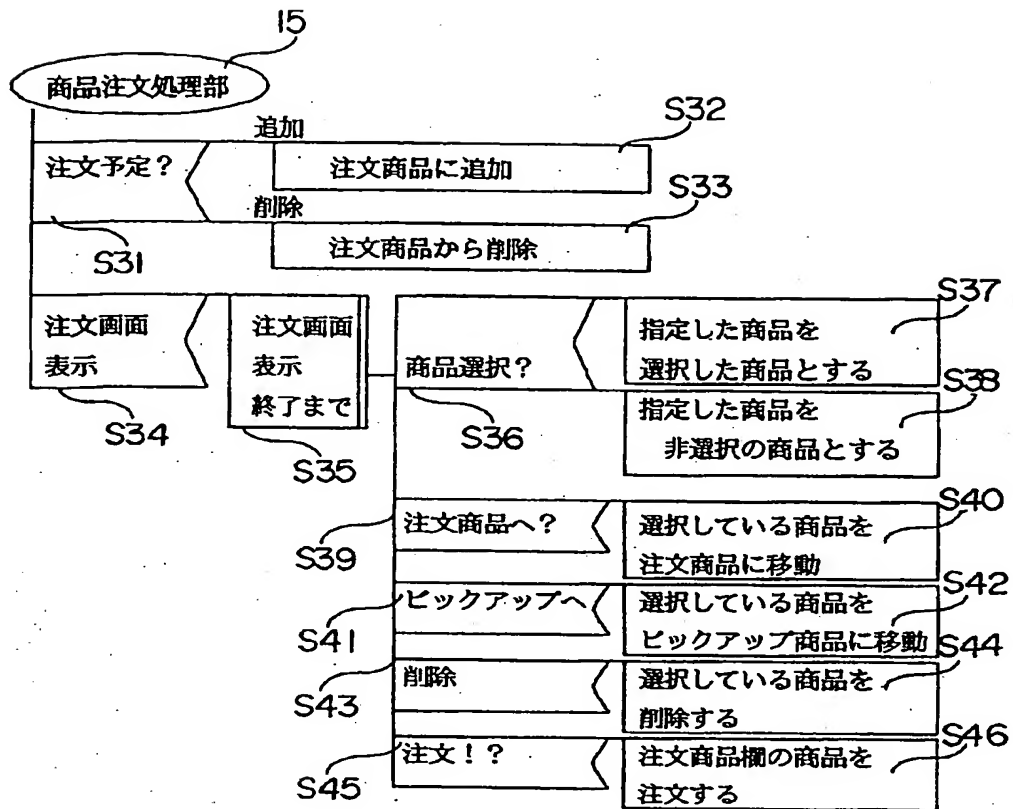 15
商品注文処理部
追加
S32
注文予定？
注文商品に追加
S33
削除
S31
注文商品から削除
S37
注文画面
表示
注文画面
表示
終了まで
商品選択？
指定した商品を
選択した商品とする
S38
S34
S35
S36
指定した商品を
非選択の商品とする
S40
注文商品へ？
選択している商品を
注文商品に移動
S39
S42
ピックアップへ
選択している商品を
ピックアップ商品に移動
S41
S44
削除
選択している商品を
削除する
S43
S46
注文！？
注文商品欄の商品を
注文する
S45